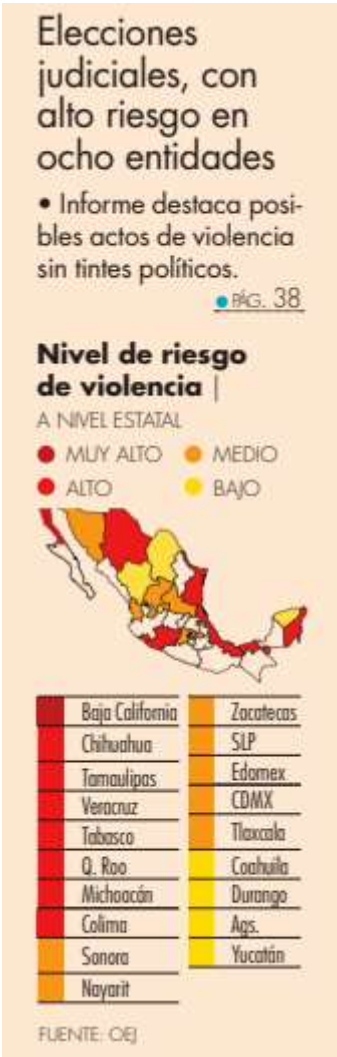 Elecciones
judiciales, con
alto riesgo en
ocho entidades
• Informe destaca posi-
bles actos de violencia
sin tintes políticos.
PÁG. 38
Nivel de riesgo
de violencia |
A NIVEL ESTATAL
MUY ALTO
MEDIO
ALTO
BAJO
Baja California
Chihuahua
Tamaulipas
Veracruz
Tabasco
Q. Roo
Michoacán
Colima
Sonora
Nayarit
Zacatecas
SLP
Edomex
CDMX
Tlaxcala
Coahuila
Durango
Ags.
Yucatán
FUENTE: OEJ